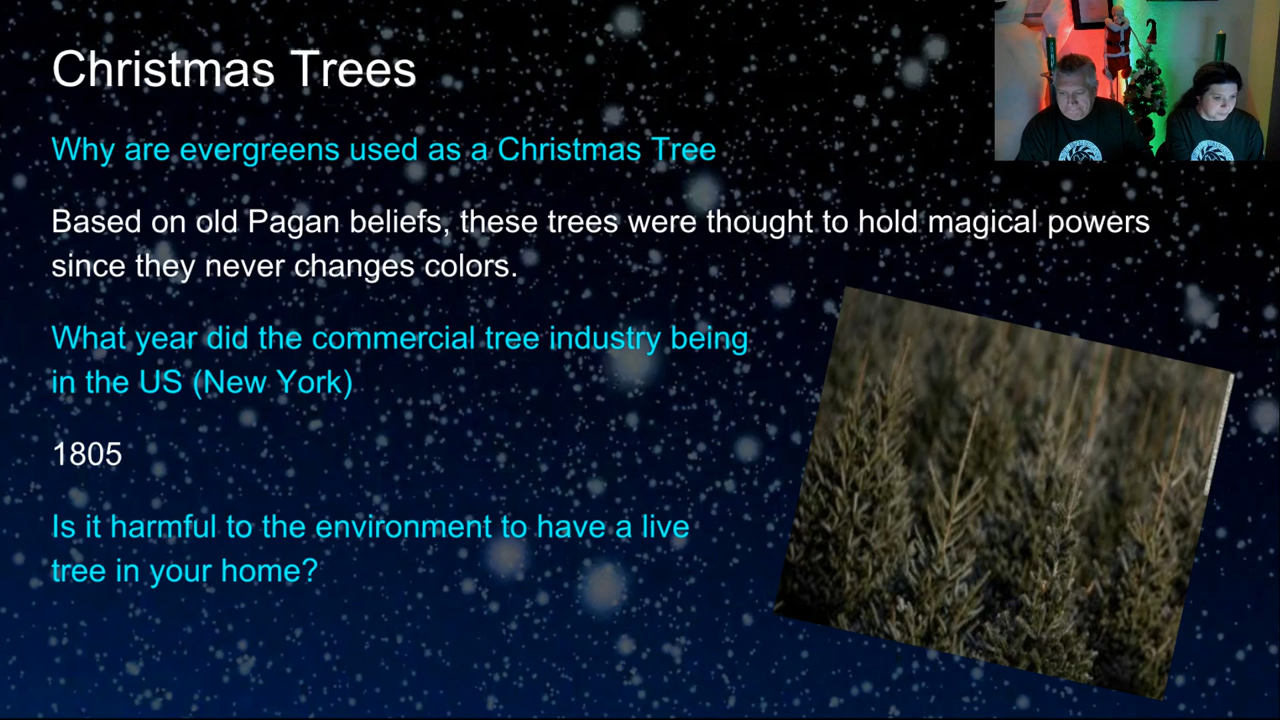 Christmas Trees
Why are evergreens used as a Christmas Tree
Based on old Pagan beliefs, these trees were thought to hold magical powers
since they never changes colors.
What year did the commercial tree industry being
in the US (New York)
1805
Is it harmful to the environment to have a live
tree in your home?